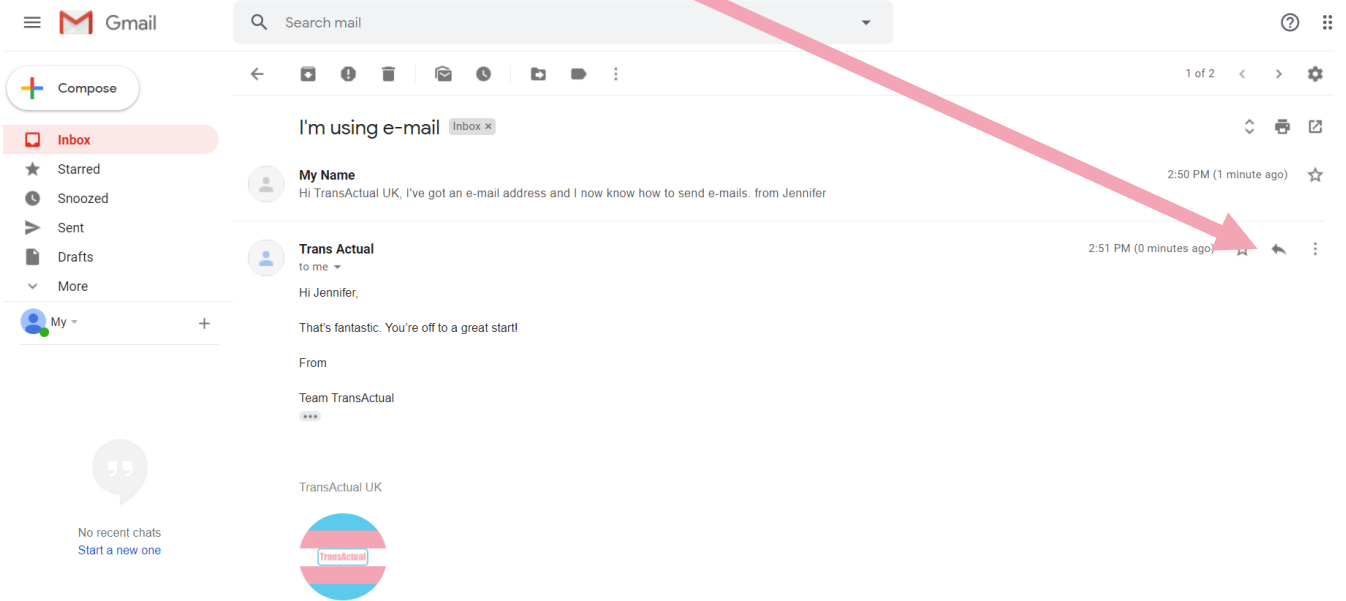 Gmail
Search mail
Compose
1 of 2
Inbox
Starred
Snoozed
Sent
Drafts
More
My
No recent chats
Start a new one
I'm using e-mail Inbox ×
My Name 2:50 PM (1 minute ago)
Hi TransActual UK, I've got an e-mail address and I now know how to send e-mails. from Jennifer
Trans Actual 2:51 PM (0 minutes ago)
to me
Hi Jennifer,
That's fantastic. You're off to a great start!
From
Team TransActual
TransActual UK
TransActual